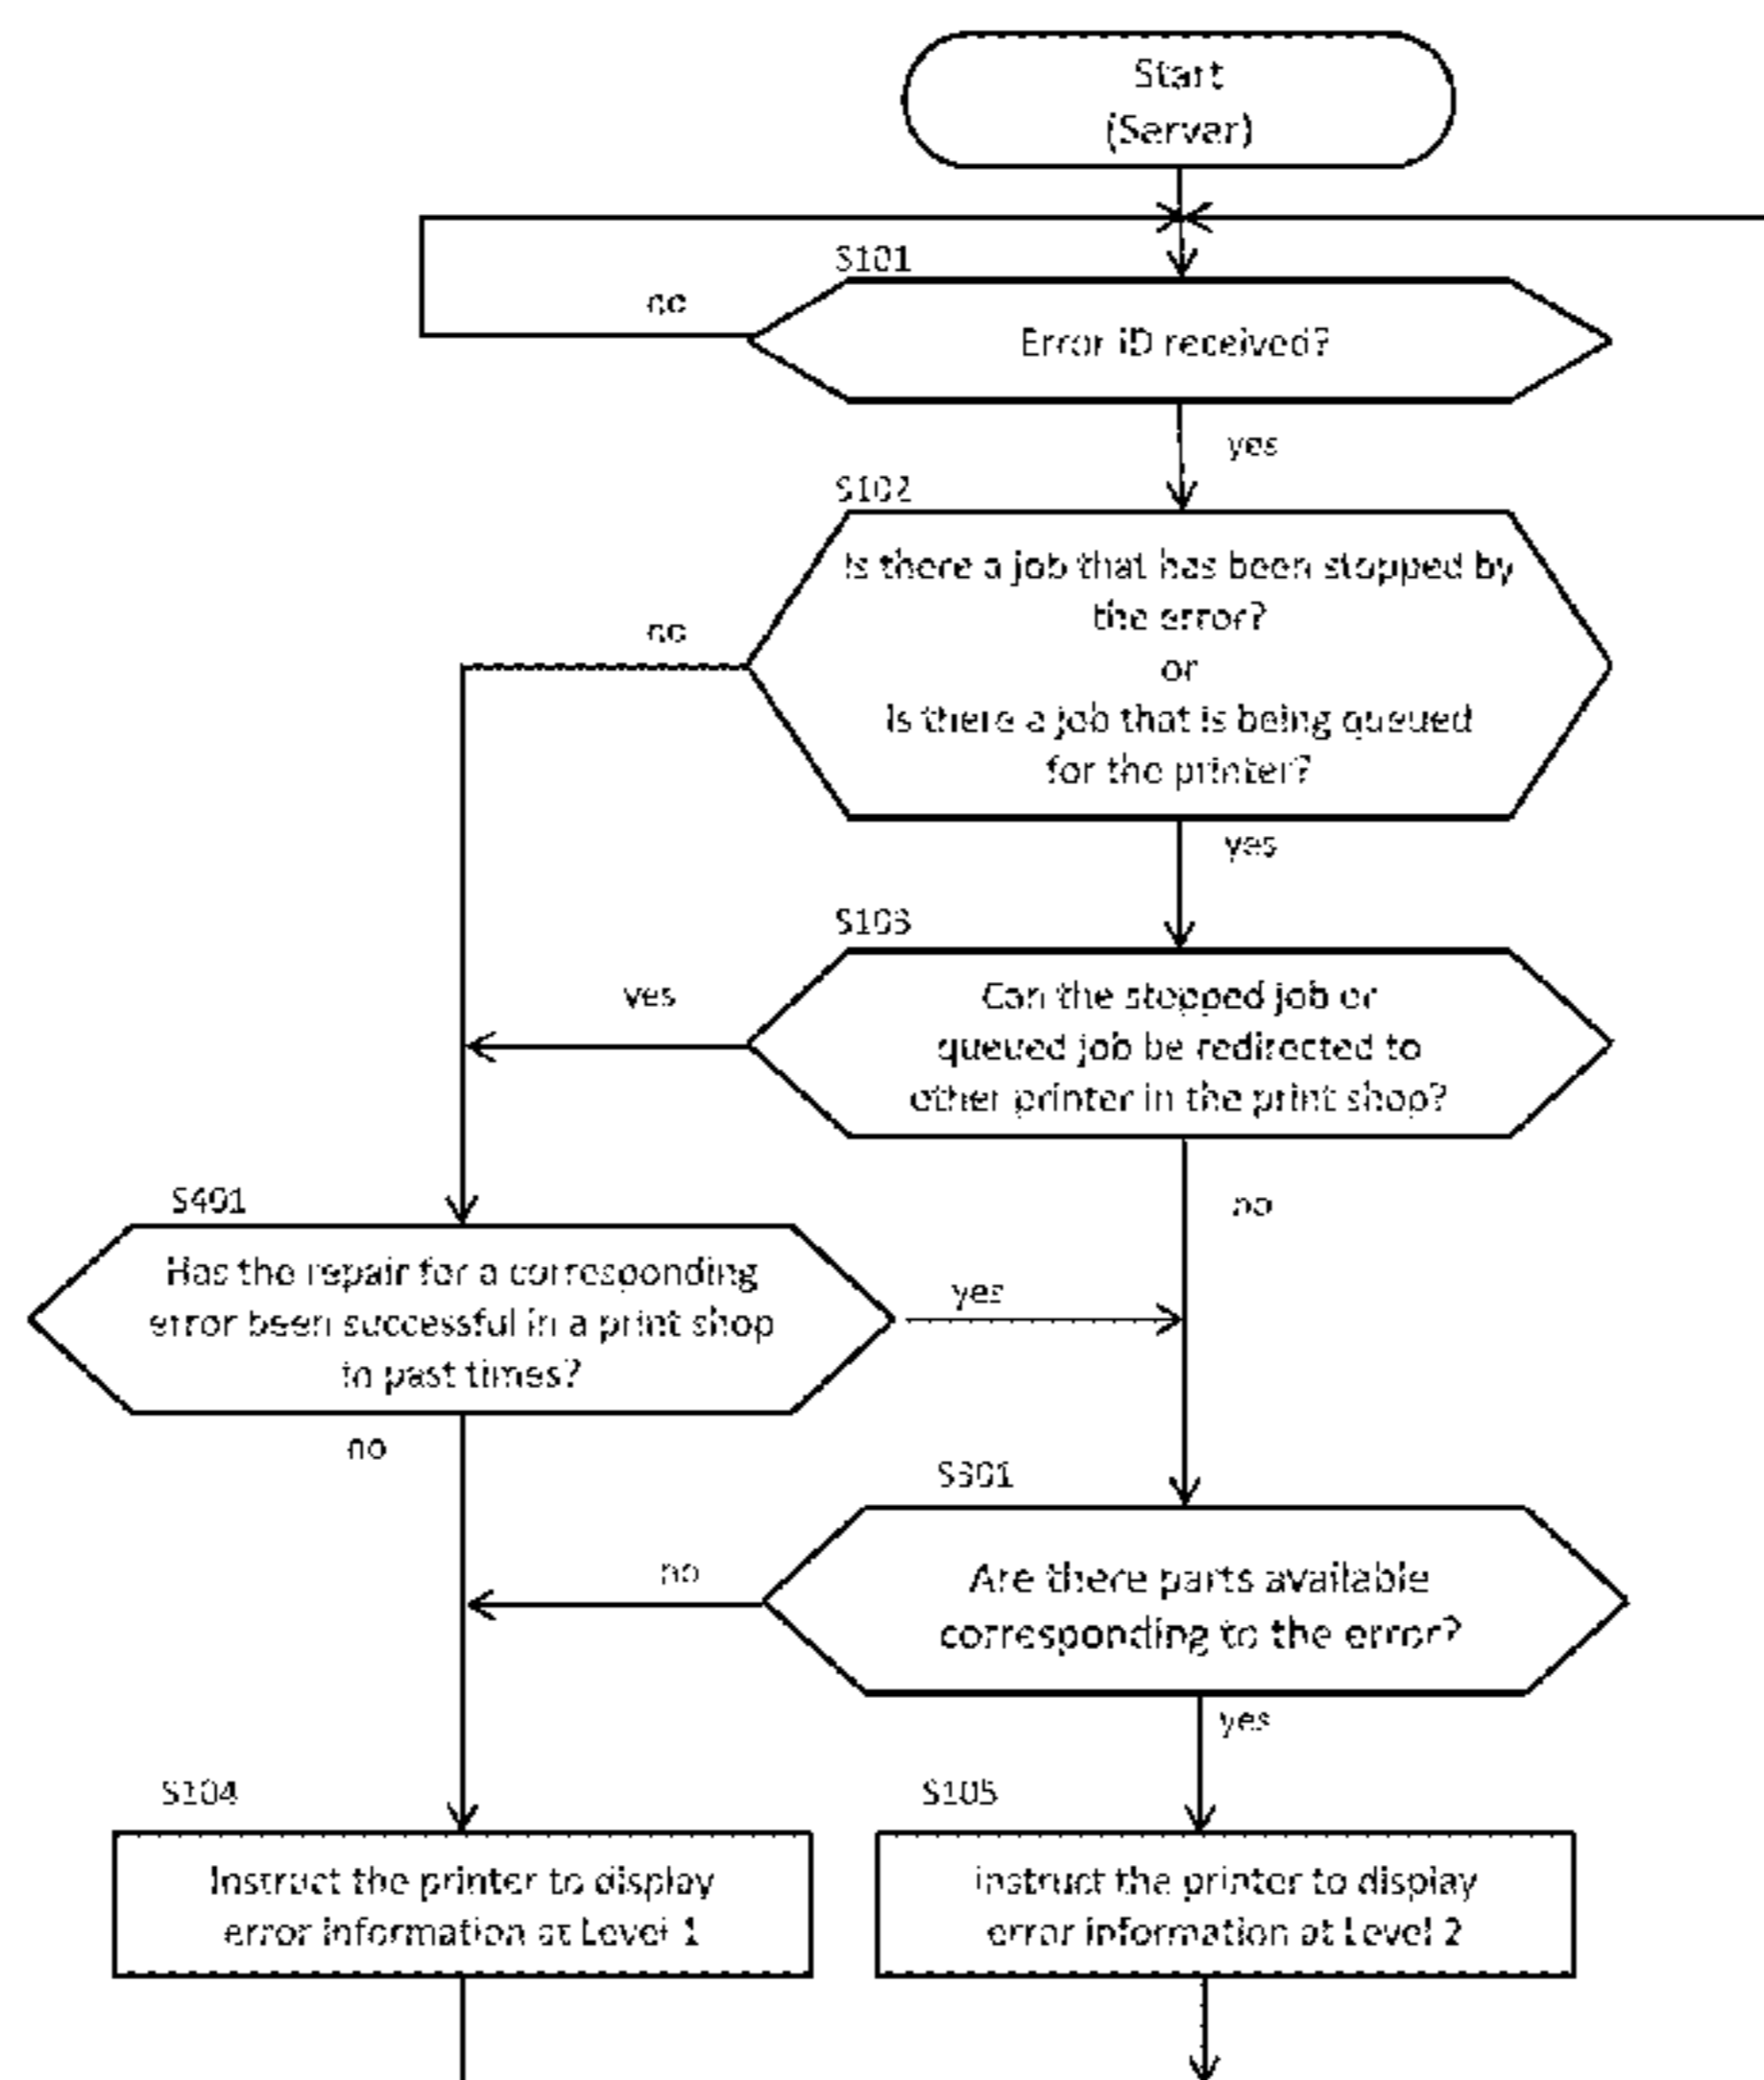 Start
(Server)
S101
no
Error ID received?
yes
S102
Is there a job that has been stopped by
the error?
no
or
Is there a job that is being queued
for the printer?
yes
S103
yes
Can the stopped job or
queued job be redirected to
other printer in the print shop?
S401
no
Has the repair for a corresponding
error been successful in a print shop
in past times?
yes
no
S301
no
Are there parts available
corresponding to the error?
yes
S104
S105
Instruct the printer to display
error information at Level 1
instruct the printer to display
error information at Level 2